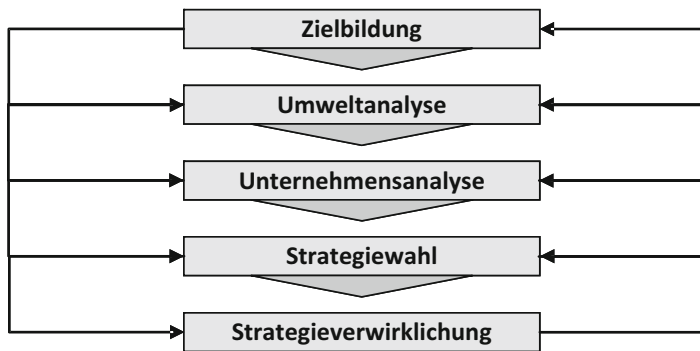 Zielbildung
Umweltanalyse
Unternehmensanalyse
Strategiewahl
Strategieverwirklichung